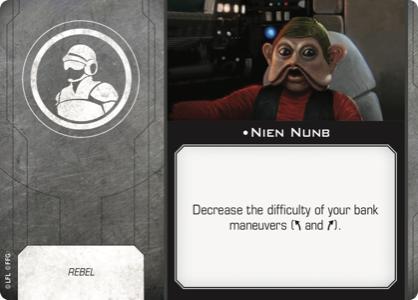 •Nien Nunb
Decrease the difficulty of your bank
maneuvers (↖ and ↗).
REBEL
©LFL ©FFG